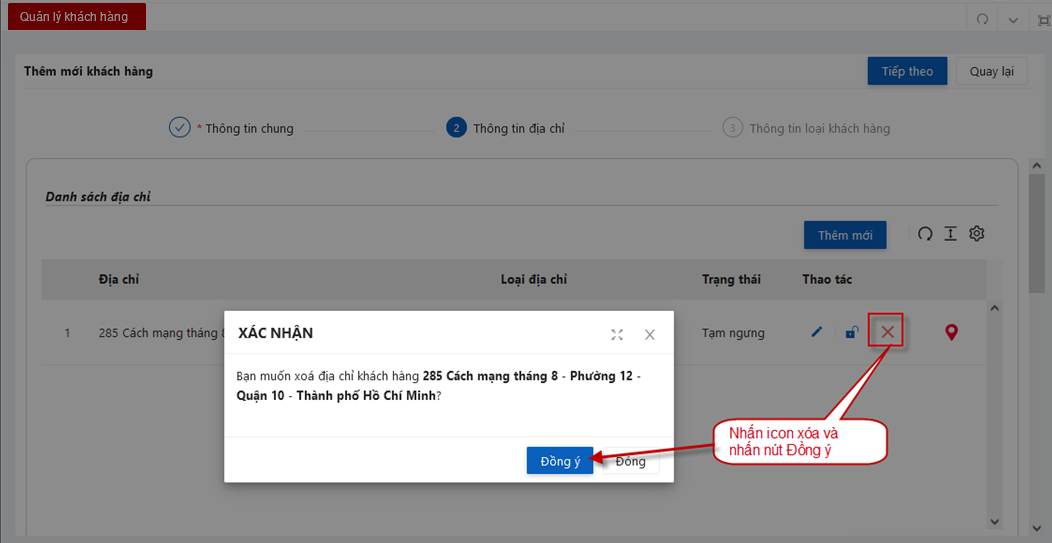 Quản lý khách hàng
Thêm mới khách hàng
Tiếp theo
Quay lại
* Thông tin chung
2 Thông tin địa chỉ
3 Thông tin loại khách hàng
Danh sách địa chỉ
Thêm mới
Địa chỉ Loại địa chỉ Trạng thái Thao tác
1 285 Cách mạng tháng 8 Tạm ngưng
XÁC NHẬN
Bạn muốn xoá địa chỉ khách hàng 285 Cách mạng tháng 8 - Phường 12 -
Quận 10 - Thành phố Hồ Chí Minh?
Đồng ý
Đóng
Nhấn icon xóa và
nhấn nút Đồng ý